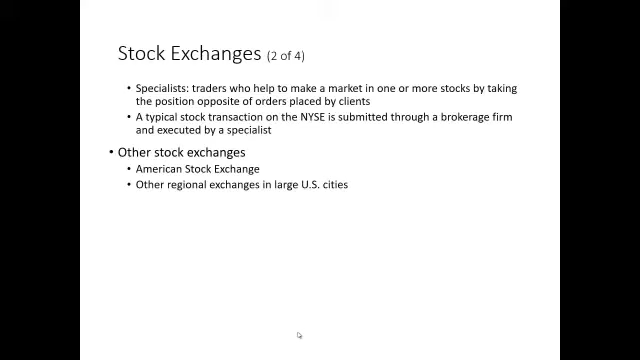 Stock Exchanges (2 of 4)
• Specialists: traders who help to make a market in one or more stocks by taking
the position opposite of orders placed by clients
• A typical stock transaction on the NYSE is submitted through a brokerage firm
and executed by a specialist
• Other stock exchanges
• American Stock Exchange
• Other regional exchanges in large U.S. cities